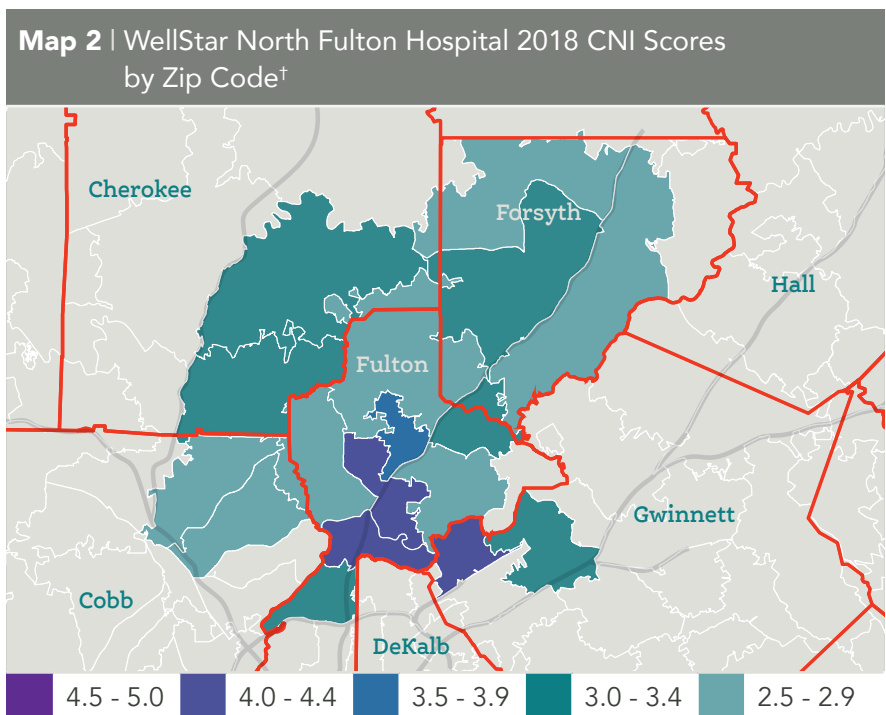 Map 2 | WellStar North Fulton Hospital 2018 CNI Scores
by Zip Code†
Cherokee
Forsyth
Hall
Fulton
Gwinnett
Cobb
DeKalb
4.5 - 5.0 4.0 - 4.4 3.5 - 3.9 3.0 - 3.4 2.5 - 2.9